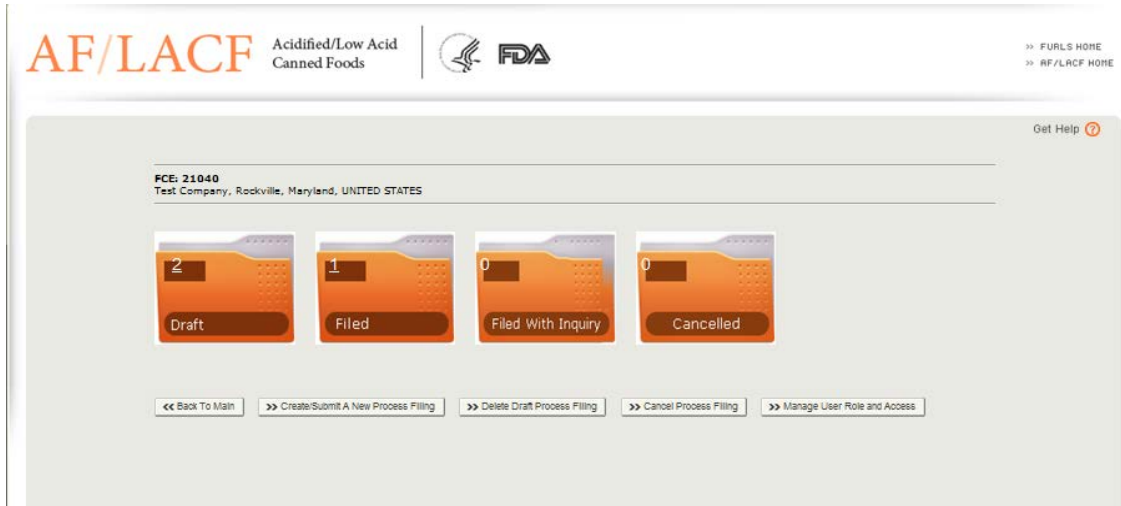 AF/LACF
Acidified/Low Acid
Canned Foods
FDA
>> FURLS HOME
>> AF/LACF HOME
Get Help ?
FCE: 21040
Test Company, Rockville, Maryland, UNITED STATES
2
Draft
1
Filed
0
Filed With Inquiry
0
Cancelled
<< Back To Main
>> Create/Submit A New Process Filing
>> Delete Draft Process Filing
>> Cancel Process Filing
>> Manage User Role and Access